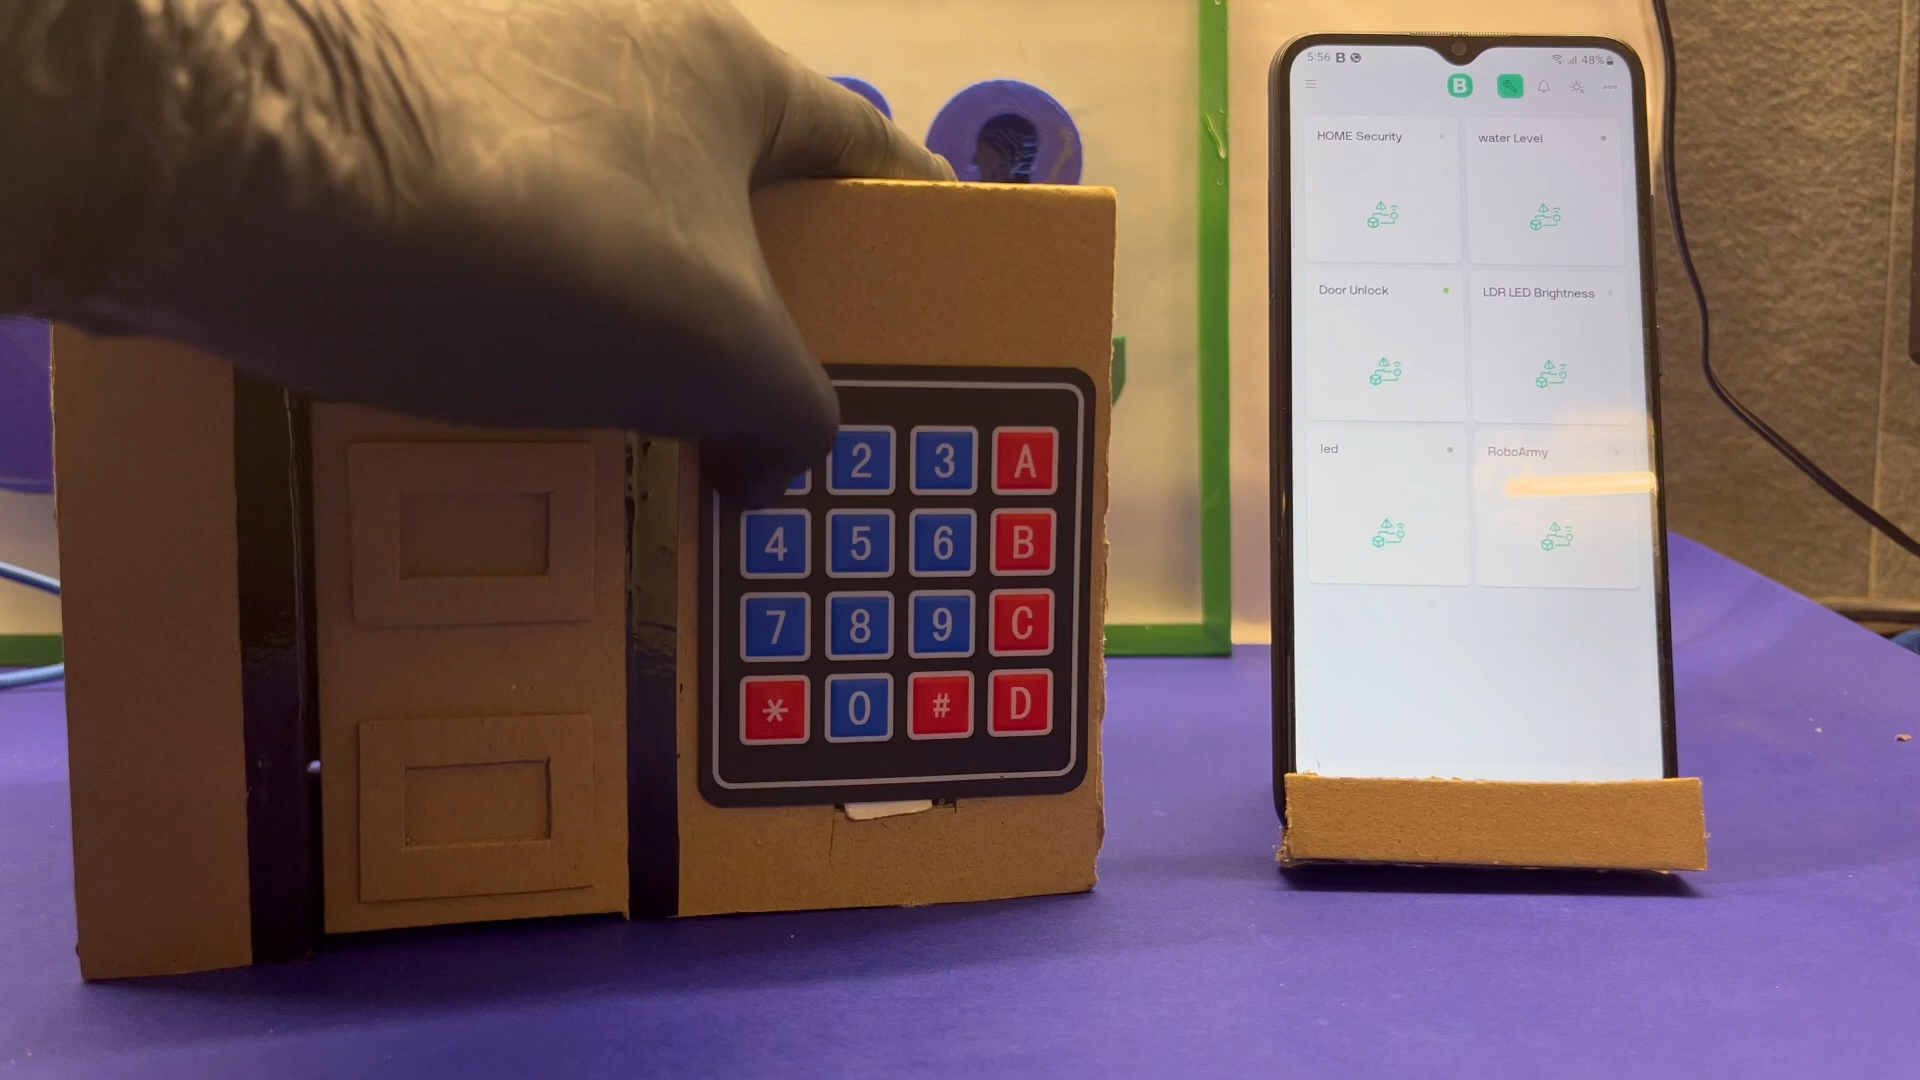 2 3 A
4 5 6 B
7 8 9 C
* 0 # D
5:56 B 48%
B
HOME Security
water Level
Door Unlock
LDR LED Brightness
led
RoboArmy